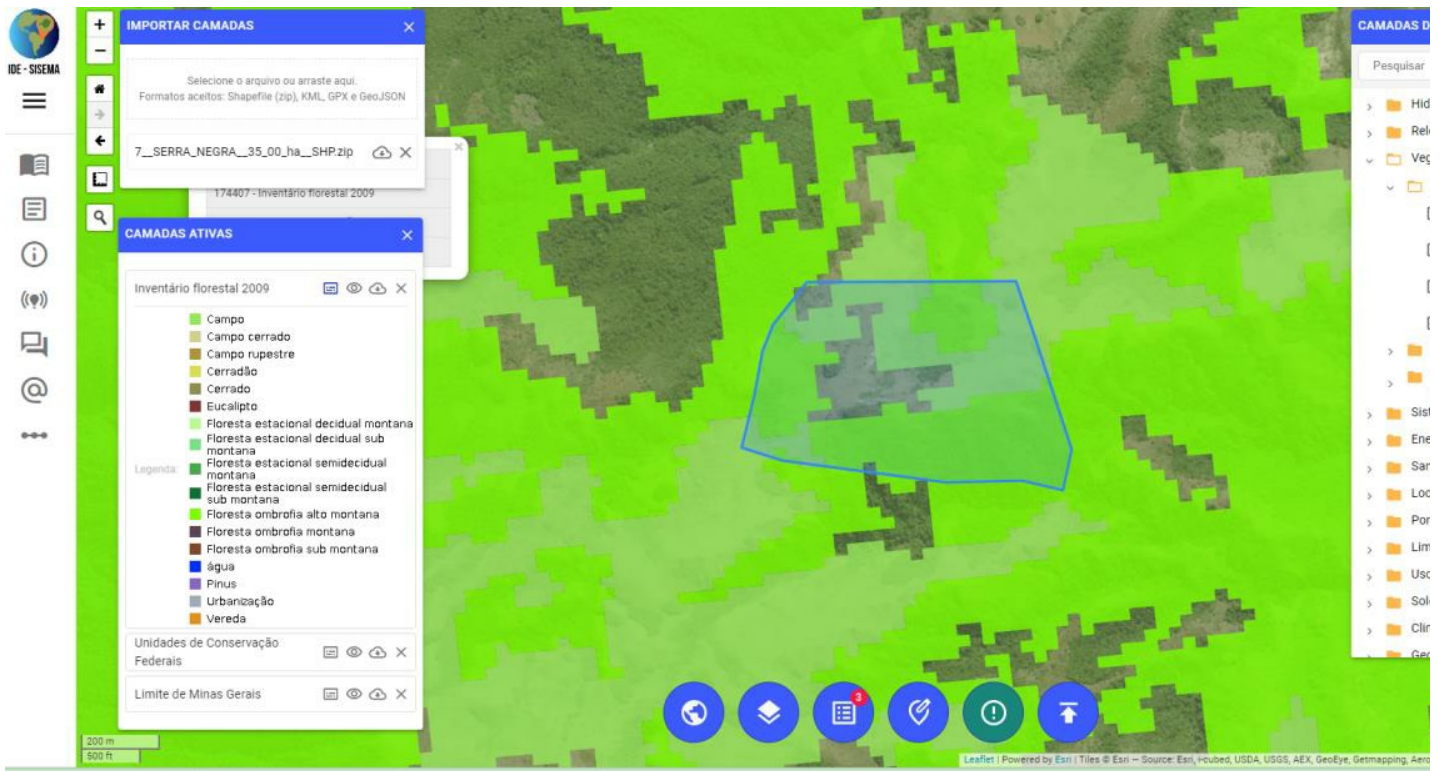 IDE - SISEMA
+
−
IMPORTAR CAMADAS
Selecione o arquivo ou arraste aqui.
Formatos aceitos: Shapefile (zip), KML, GPX e GeoJSON
7__SERRA_NEGRA__35_00_ha__SHP.zip
174407 - Inventário florestal 2009
CAMADAS ATIVAS
Inventário florestal 2009
Legenda:
Campo
Campo cerrado
Campo rupestre
Cerradão
Cerrado
Eucalipto
Floresta estacional decidual montana
Floresta estacional decidual sub
montana
Floresta estacional semidecidual
montana
Floresta estacional semidecidual
sub montana
Floresta ombrofia alto montana
Floresta ombrofia montana
Floresta ombrofia sub montana
água
Pinus
Urbanização
Vereda
Unidades de Conservação
Federais
Limite de Minas Gerais
200 m
500 ft
3
CAMADAS D
Pesquisar
Hid
Rel
Veg
Sist
Ene
San
Loc
Por
Lim
Uso
Sol
Clin
Geo
Leaflet | Powered by Esri | Tiles © Esri — Source: Esri, i-cubed, USDA, USGS, AEX, GeoEye, Getmapping, Aero